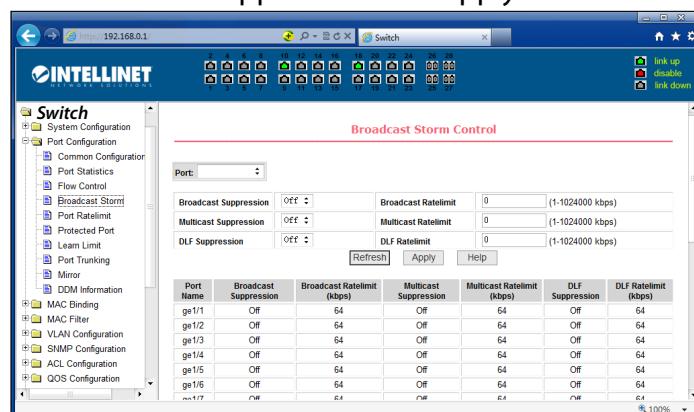 http://192.168.0.1/
Switch
INTELLINET
NETWORK SOLUTIONS
2 4 6 8 10 12 14 16 18 20 22 24 26 28
1 3 5 7 9 11 13 15 17 19 21 23 25 27
link up
disable
link down
Switch
System Configuration
Port Configuration
Common Configuration
Port Statistics
Flow Control
Broadcast Storm
Port Ratelimit
Protected Port
Learn Limit
Port Trunking
Mirror
DDM Information
MAC Binding
MAC Filter
VLAN Configuration
SNMP Configuration
ACL Configuration
QOS Configuration
Broadcast Storm Control
Port:
Broadcast Suppression Off Broadcast Ratelimit 0 (1-1024000 kbps)
Multicast Suppression Off Multicast Ratelimit 0 (1-1024000 kbps)
DLF Suppression Off DLF Ratelimit 0 (1-1024000 kbps)
Refresh Apply Help
Port Name Broadcast Suppression Broadcast Ratelimit (kbps) Multicast Suppression Multicast Ratelimit (kbps) DLF Suppression DLF Ratelimit (kbps)
ge1/1 Off 64 Off 64 Off 64
ge1/2 Off 64 Off 64 Off 64
ge1/3 Off 64 Off 64 Off 64
ge1/4 Off 64 Off 64 Off 64
ge1/5 Off 64 Off 64 Off 64
ge1/6 Off 64 Off 64 Off 64
ge1/7 Off 64 Off 64 Off 64
100%